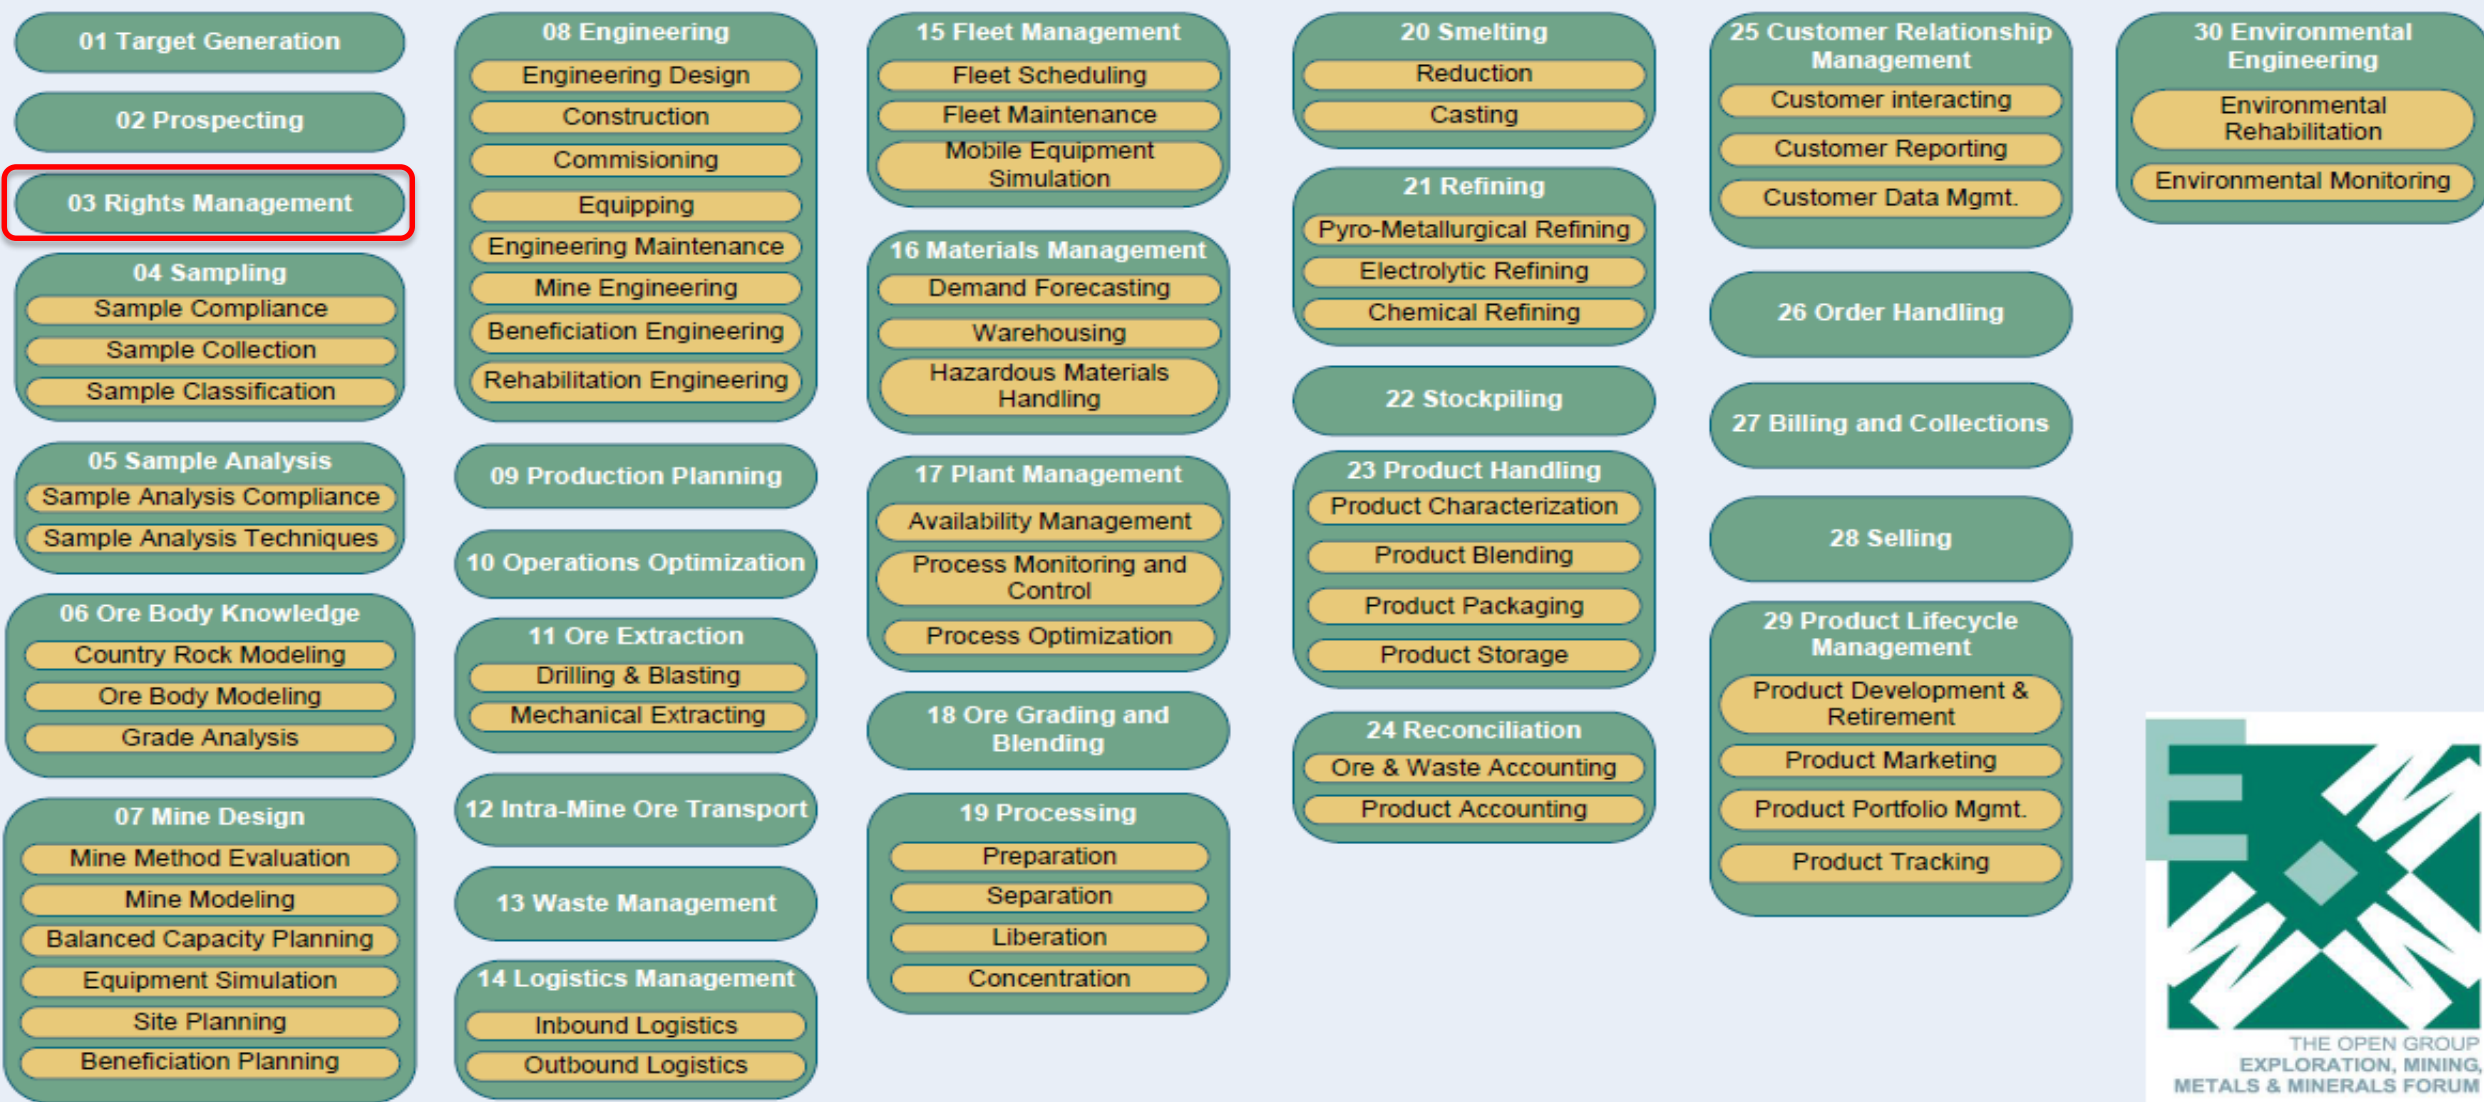 01 Target Generation
02 Prospecting
03 Rights Management
04 Sampling
Sample Compliance
Sample Collection
Sample Classification
05 Sample Analysis
Sample Analysis Compliance
Sample Analysis Techniques
06 Ore Body Knowledge
Country Rock Modeling
Ore Body Modeling
Grade Analysis
07 Mine Design
Mine Method Evaluation
Mine Modeling
Balanced Capacity Planning
Equipment Simulation
Site Planning
Beneficiation Planning
08 Engineering
Engineering Design
Construction
Commisioning
Equipping
Engineering Maintenance
Mine Engineering
Beneficiation Engineering
Rehabilitation Engineering
09 Production Planning
10 Operations Optimization
11 Ore Extraction
Drilling & Blasting
Mechanical Extracting
12 Intra-Mine Ore Transport
13 Waste Management
14 Logistics Management
Inbound Logistics
Outbound Logistics
15 Fleet Management
Fleet Scheduling
Fleet Maintenance
Mobile Equipment
Simulation
16 Materials Management
Demand Forecasting
Warehousing
Hazardous Materials
Handling
17 Plant Management
Availability Management
Process Monitoring and
Control
Process Optimization
18 Ore Grading and
Blending
19 Processing
Preparation
Separation
Liberation
Concentration
20 Smelting
Reduction
Casting
21 Refining
Pyro-Metallurgical Refining
Electrolytic Refining
Chemical Refining
22 Stockpiling
23 Product Handling
Product Characterization
Product Blending
Product Packaging
Product Storage
24 Reconciliation
Ore & Waste Accounting
Product Accounting
25 Customer Relationship
Management
Customer interacting
Customer Reporting
Customer Data Mgmt.
26 Order Handling
27 Billing and Collections
28 Selling
29 Product Lifecycle
Management
Product Development &
Retirement
Product Marketing
Product Portfolio Mgmt.
Product Tracking
30 Environmental
Engineering
Environmental
Rehabilitation
Environmental Monitoring
THE OPEN GROUP
EXPLORATION, MINING,
METALS & MINERALS FORUM